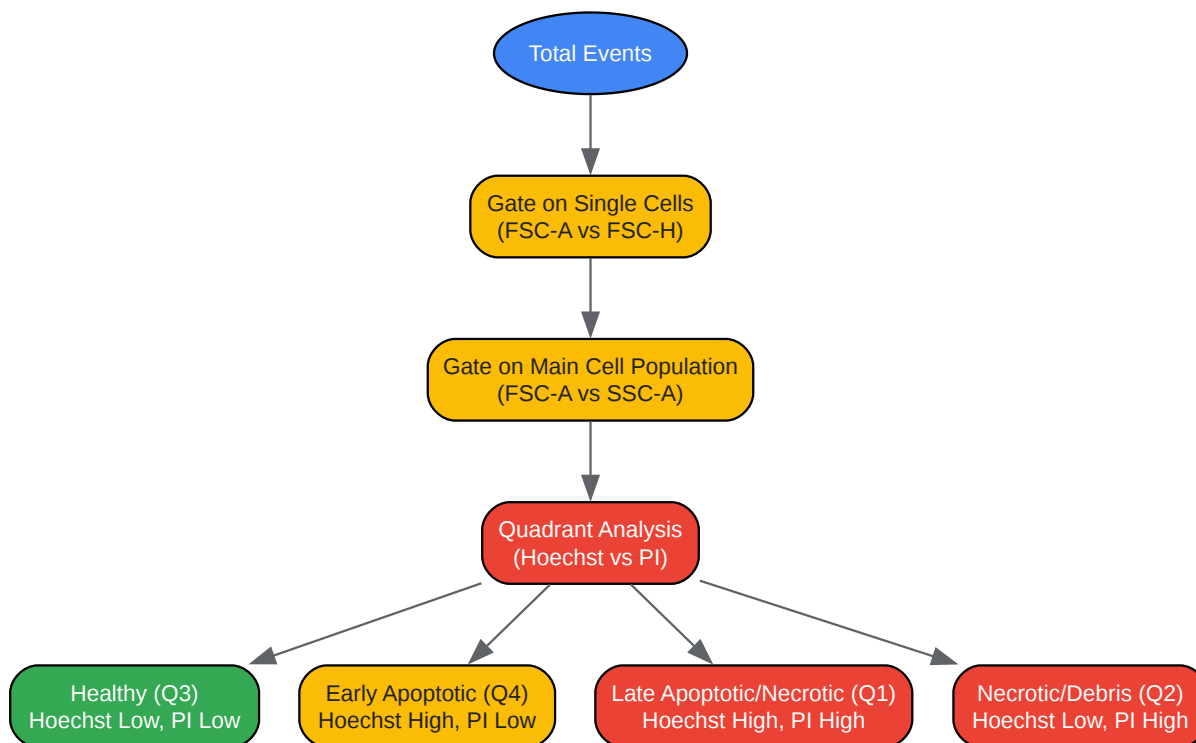 Total Events
Gate on Single Cells
(FSC-A vs FSC-H)
Gate on Main Cell Population
(FSC-A vs SSC-A)
Quadrant Analysis
(Hoechst vs PI)
Healthy (Q3)
Hoechst Low, PI Low
Early Apoptotic (Q4)
Hoechst High, PI Low
Late Apoptotic/Necrotic (Q1)
Hoechst High, PI High
Necrotic/Debris (Q2)
Hoechst Low, PI High